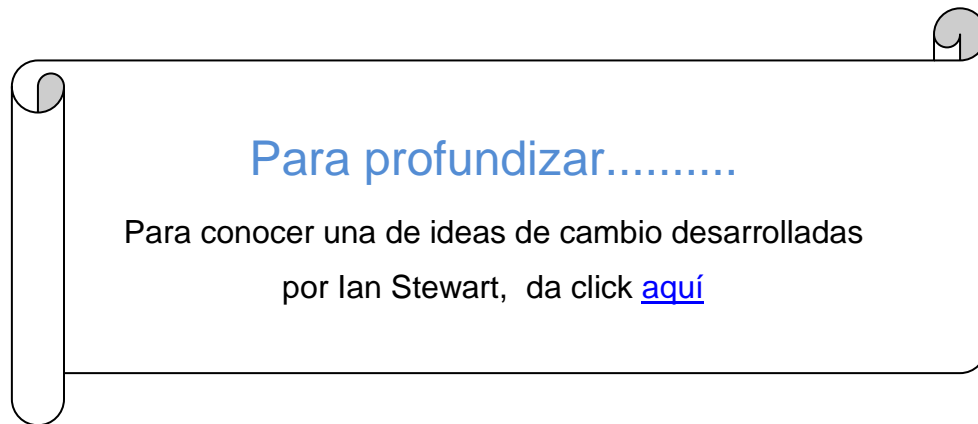 Para profundizar..........
Para conocer una de ideas de cambio desarrolladas
por Ian Stewart,  da click aquí